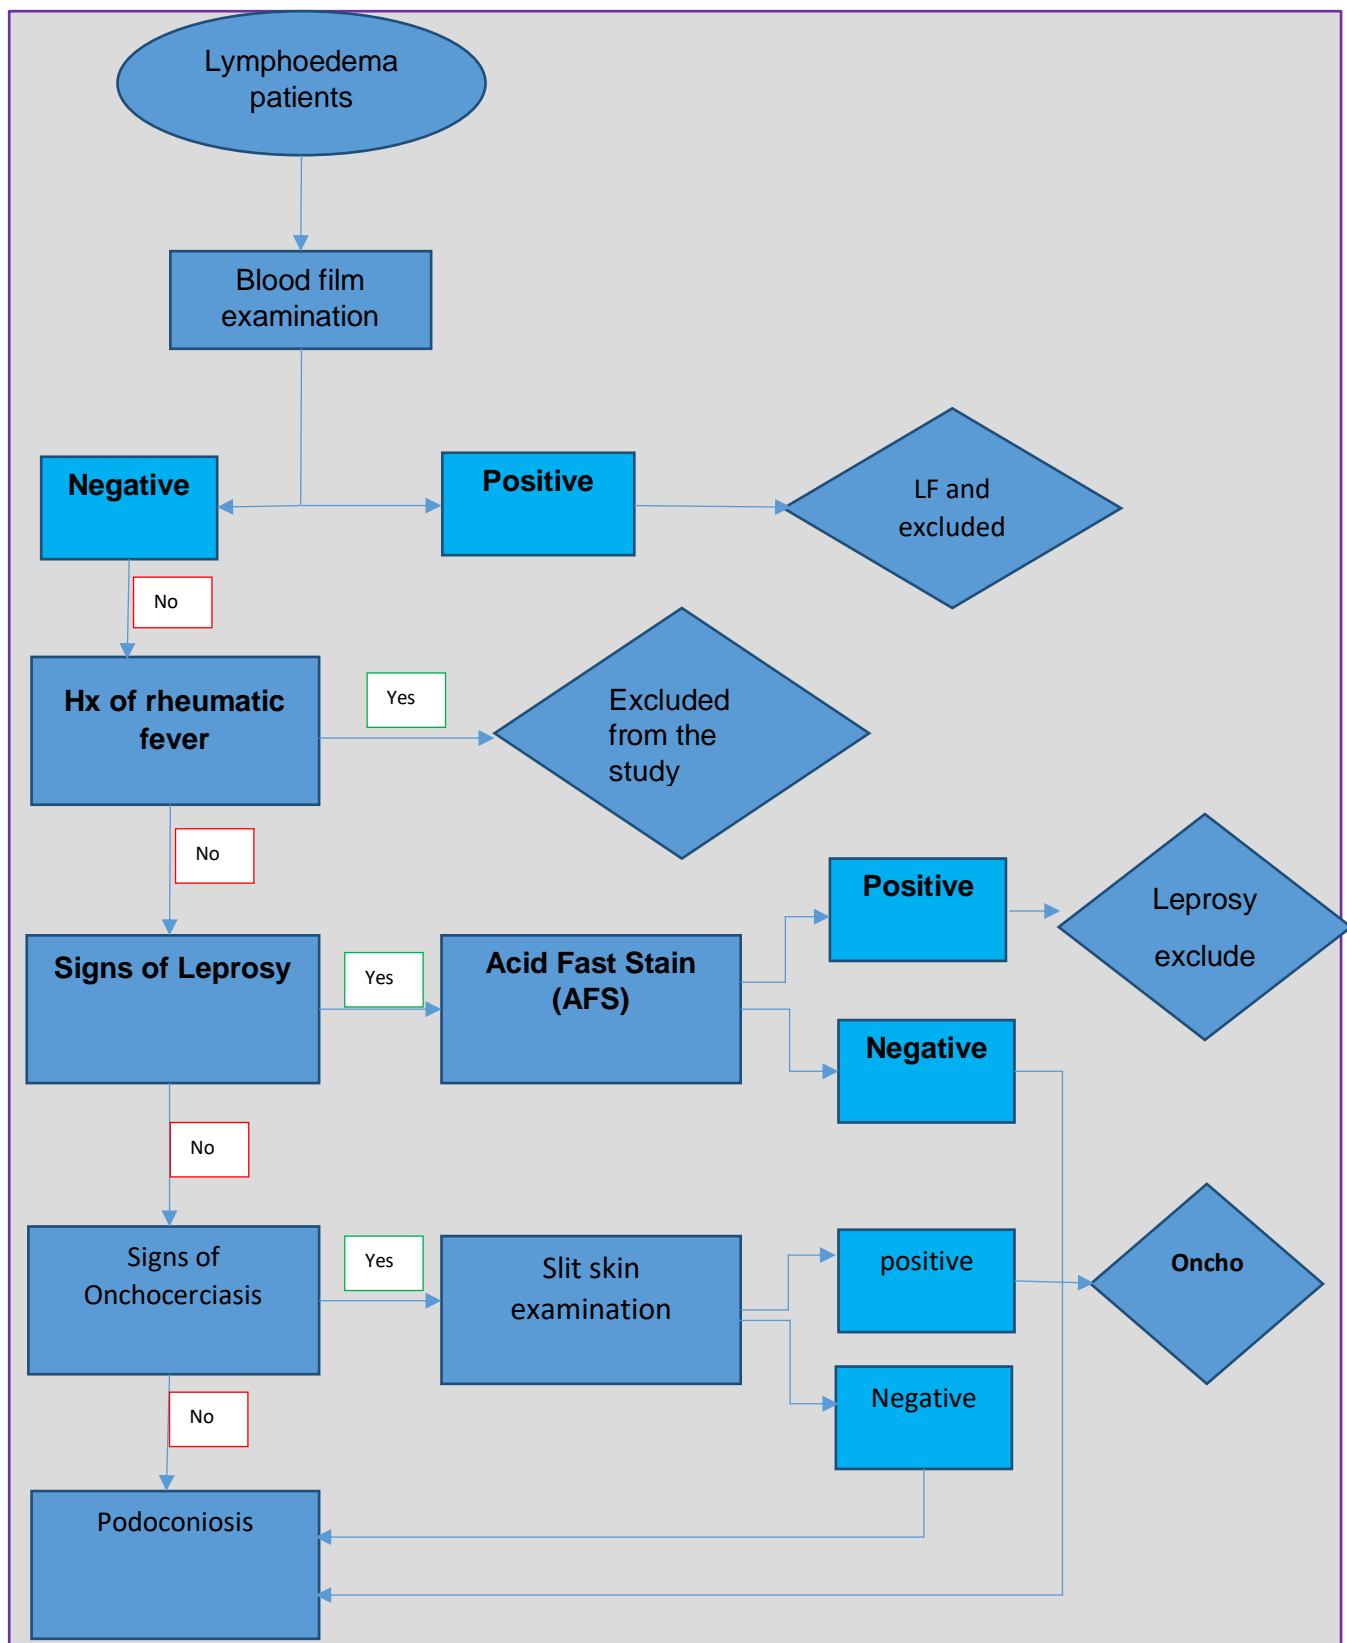 Lymphoedema
patients
Blood film
examination
Negative
Positive
LF and
excluded
No
Hx of rheumatic
fever
Yes
Excluded
from the
study
No
Signs of Leprosy
Yes
Acid Fast Stain
(AFS)
Positive
Leprosy
exclude
Negative
No
Signs of
Onchocerciasis
Yes
Slit skin
examination
positive
Oncho
Negative
No
Podoconiosis